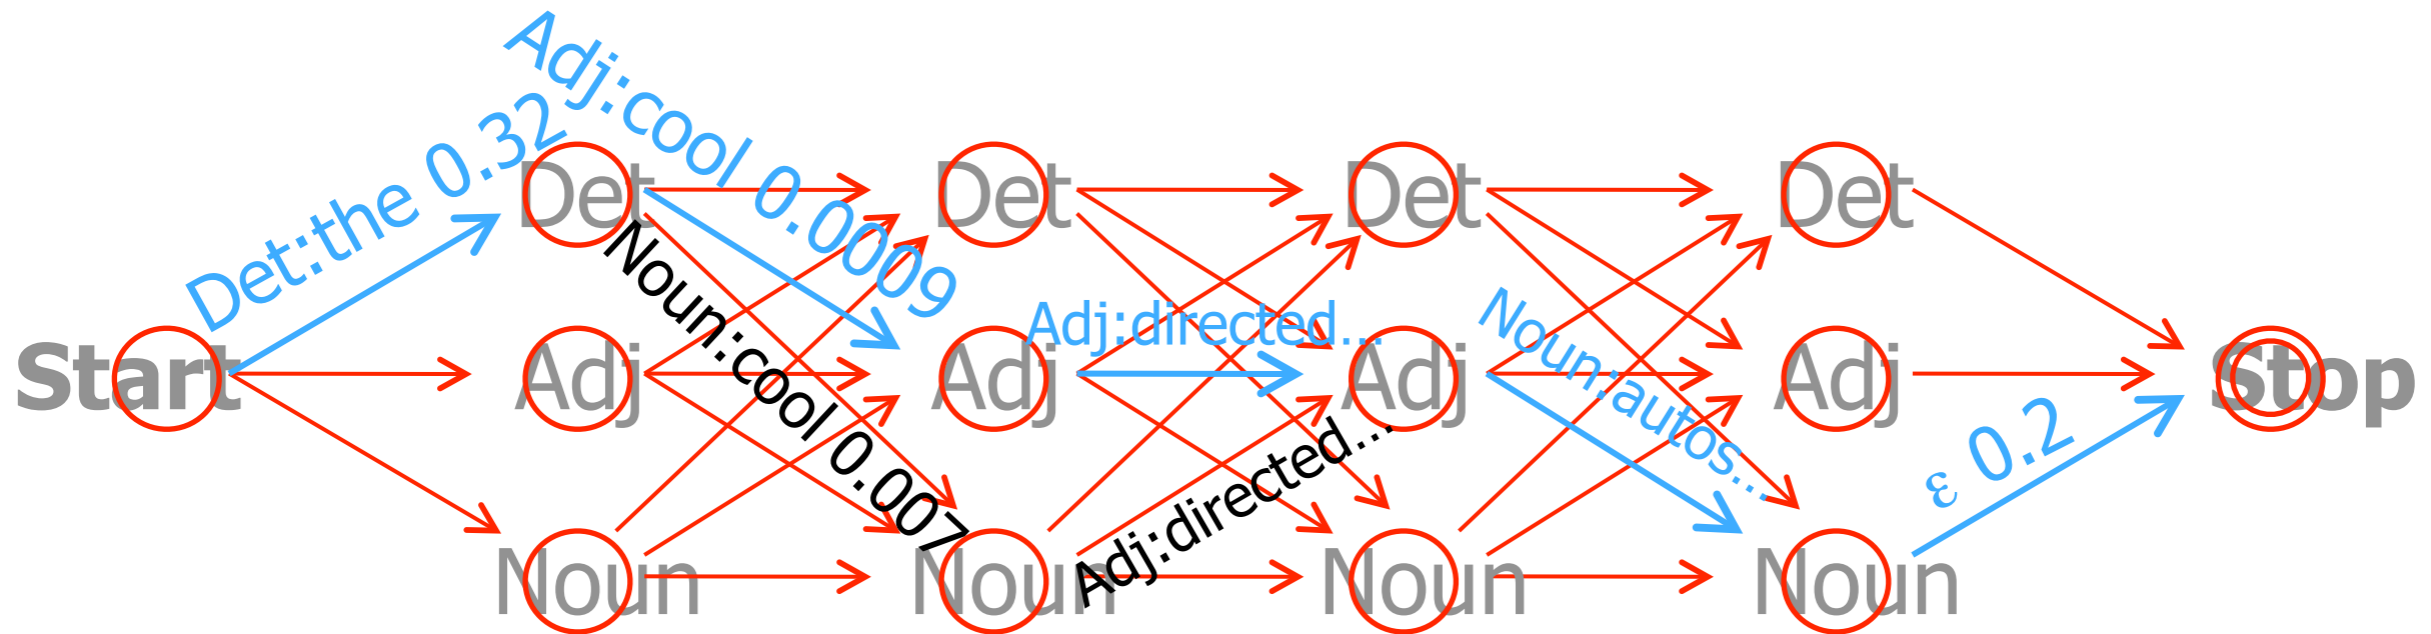 Adj:cool 0.0009
Det:the 0.32
Det Det Det Det
Noun:cool 0.007
Adj:directed...
Noun:autos...
Start Adj Adj Adj Adj Stop
ε 0.2
Adj:directed...
Noun Noun Noun Noun